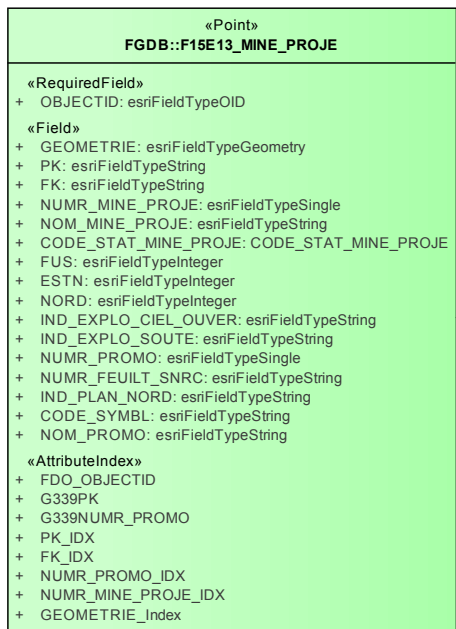 «Point»
FGDB::F15E13_MINE_PROJE
«RequiredField»
+ OBJECTID: esriFieldTypeOID
«Field»
+ GEOMETRIE: esriFieldTypeGeometry
+ PK: esriFieldTypeString
+ FK: esriFieldTypeString
+ NUMR_MINE_PROJE: esriFieldTypeSingle
+ NOM_MINE_PROJE: esriFieldTypeString
+ CODE_STAT_MINE_PROJE: CODE_STAT_MINE_PROJE
+ FUS: esriFieldTypeInteger
+ ESTN: esriFieldTypeInteger
+ NORD: esriFieldTypeInteger
+ IND_EXPLO_CIEL_OUVER: esriFieldTypeString
+ IND_EXPLO_SOUTE: esriFieldTypeString
+ NUMR_PROMO: esriFieldTypeSingle
+ NUMR_FEUILT_SNRC: esriFieldTypeString
+ IND_PLAN_NORD: esriFieldTypeString
+ CODE_SYMBL: esriFieldTypeString
+ NOM_PROMO: esriFieldTypeString
«AttributeIndex»
+ FDO_OBJECTID
+ G339PK
+ G339NUMR_PROMO
+ PK_IDX
+ FK_IDX
+ NUMR_PROMO_IDX
+ NUMR_MINE_PROJE_IDX
+ GEOMETRIE_Index